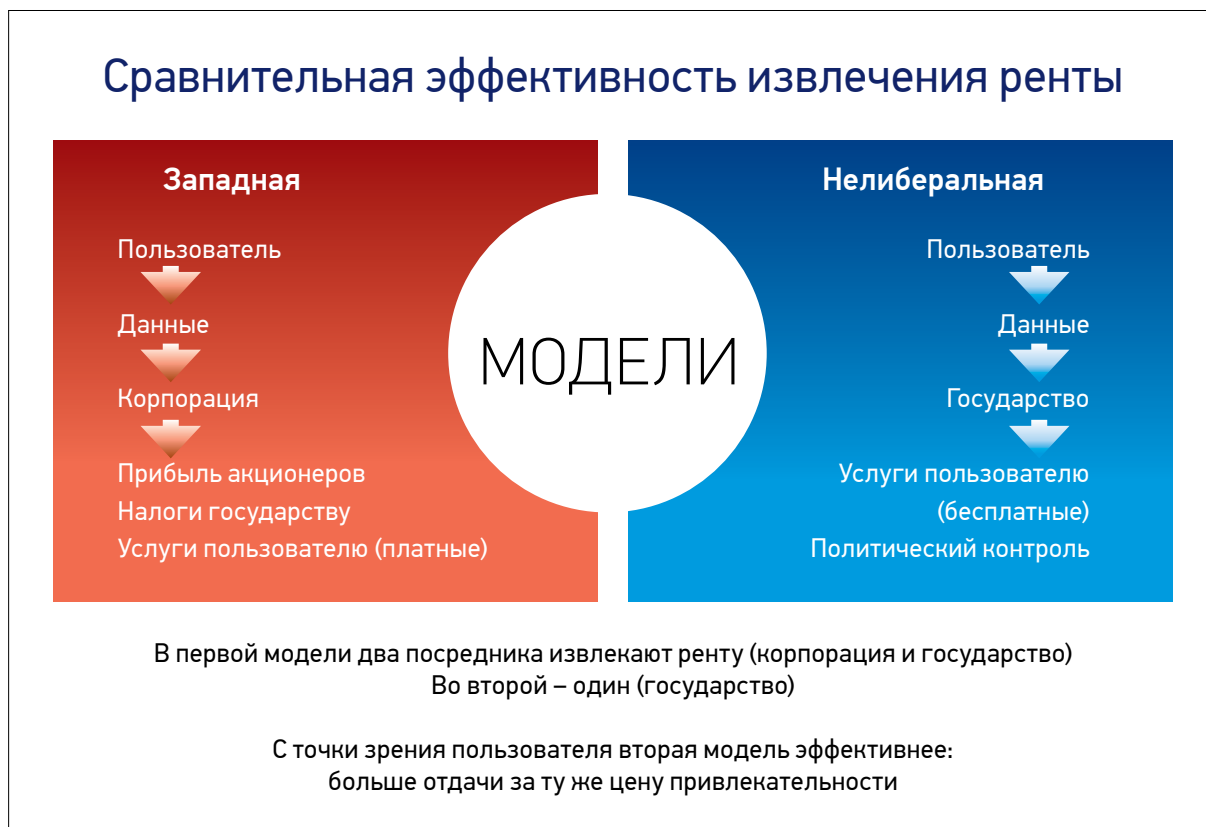 Сравнительная эффективность извлечения ренты
Западная
Пользователь
Данные
Корпорация
Прибыль акционеров
Налоги государству
Услуги пользователю (платные)
МОДЕЛИ
Нелиберальная
Пользователь
Данные
Государство
Услуги пользователю
(бесплатные)
Политический контроль
В первой модели два посредника извлекают ренту (корпорация и государство)
Во второй – один (государство)
С точки зрения пользователя вторая модель эффективнее:
больше отдачи за ту же цену привлекательности